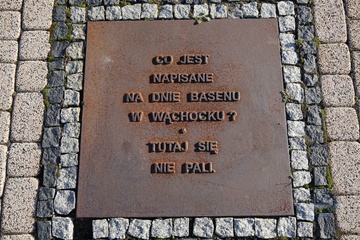 CO JEST
NAPISANE
NA DNIE BASENU
W WĄCHOCKU?
TUTAJ SIĘ
NIE PALI.